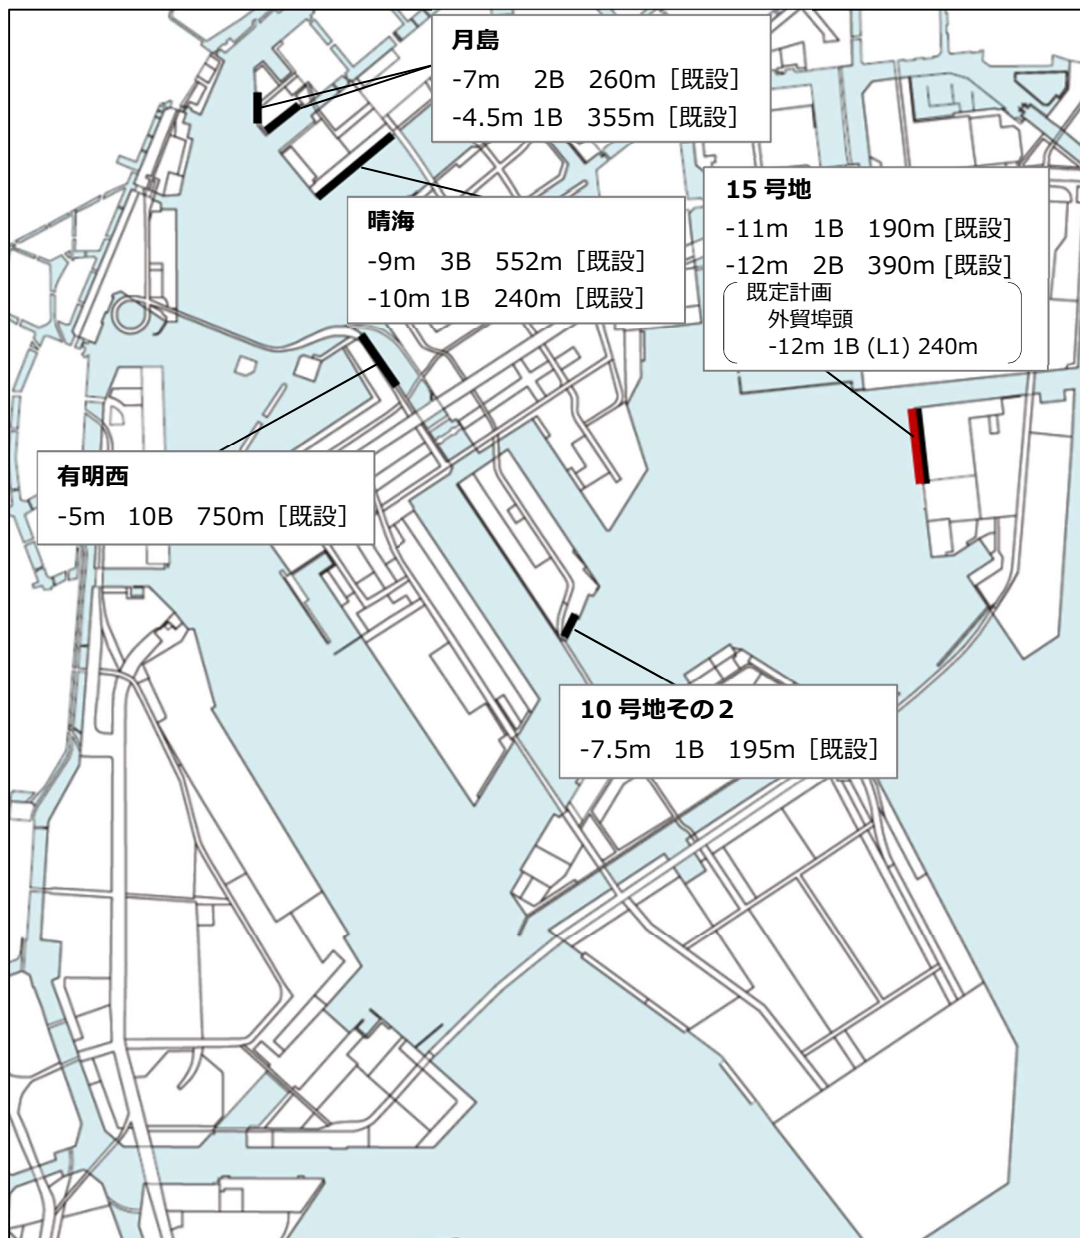 月島
-7m 2B 260m［既設］
-4.5m 1B 355m［既設］
晴海
-9m 3B 552m［既設］
-10m 1B 240m［既設］
15 号地
-11m 1B 190m [既設]
-12m 2B 390m [既設]
既定計画
外貿埠頭
-12m 1B (L1) 240m
有明西
-5m 10B 750m［既設］
10 号地その２
-7.5m 1B 195m［既設］